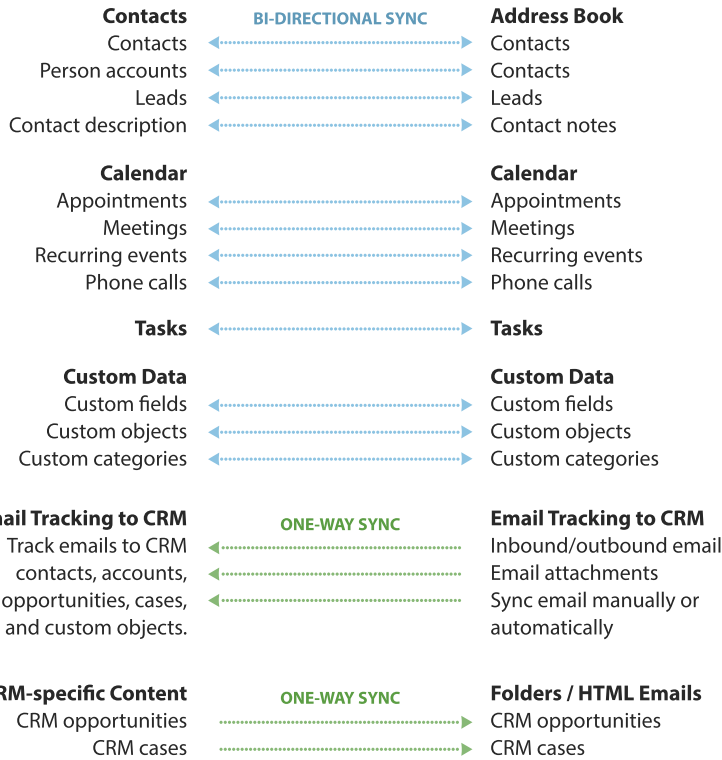 Contacts BI-DIRECTIONAL SYNC Address Book
Contacts Contacts
Person accounts Contacts
Leads Leads
Contact description Contact notes
Calendar Calendar
Appointments Appointments
Meetings Meetings
Recurring events Recurring events
Phone calls Phone calls
Tasks Tasks
Custom Data Custom Data
Custom fields Custom fields
Custom objects Custom objects
Custom categories Custom categories
ail Tracking to CRM ONE-WAY SYNC Email Tracking to CRM
Track emails to CRM Inbound/outbound email
contacts, accounts, Email attachments
opportunities, cases, Sync email manually or
and custom objects. automatically
RM-specific Content ONE-WAY SYNC Folders / HTML Emails
CRM opportunities CRM opportunities
CRM cases CRM cases